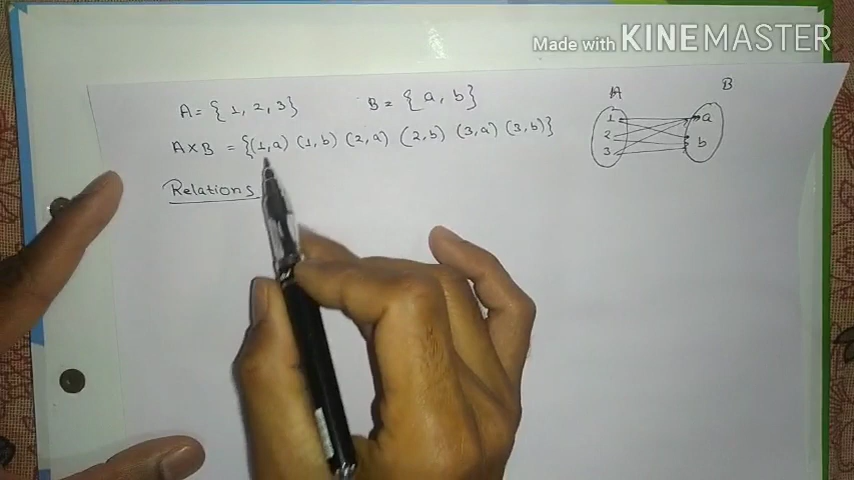 Made with KINEMASTER
A = {1, 2, 3} B = {a, b} A B
A×B = {(1,a) (1,b) (2,a) (2,b) (3,a) (3,b)} 1 a
2 b
3
Relations